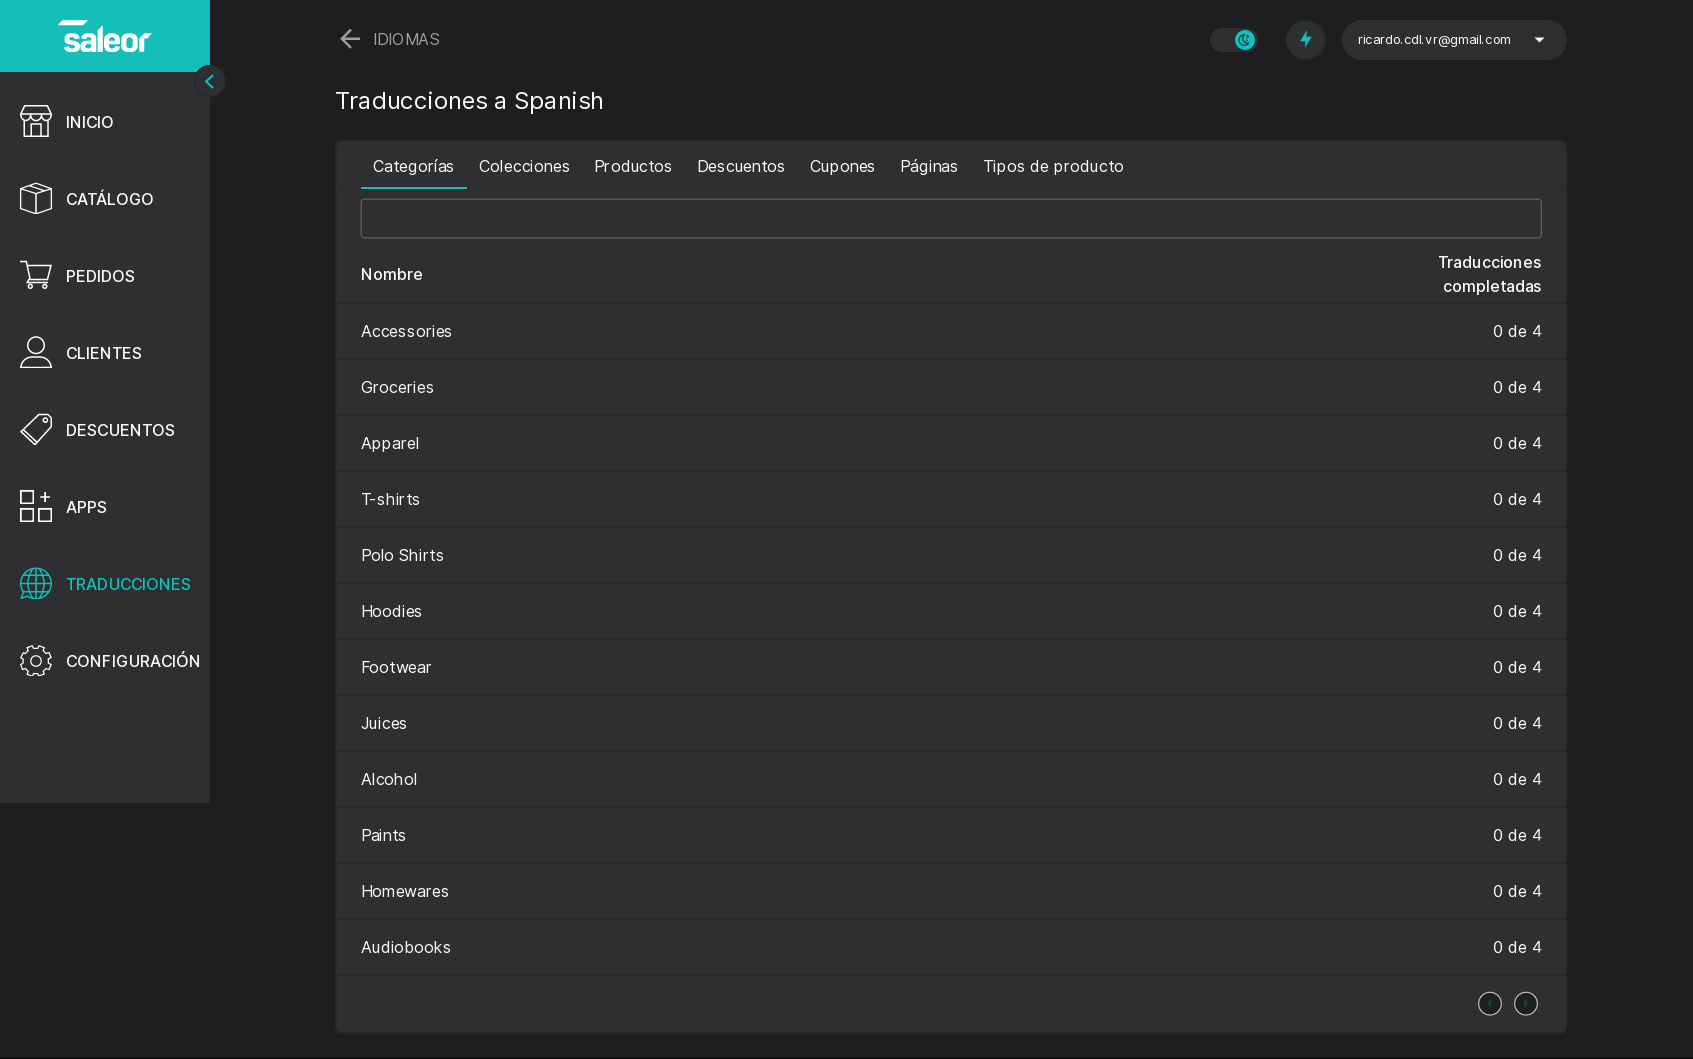 saleor
IDIOMAS
ricardo.cdl.vr@gmail.com
INICIO
CATÁLOGO
PEDIDOS
CLIENTES
DESCUENTOS
APPS
TRADUCCIONES
CONFIGURACIÓN
Traducciones a Spanish
Categorías Colecciones Productos Descuentos Cupones Páginas Tipos de producto
Nombre Traducciones
completadas
Accessories 0 de 4
Groceries 0 de 4
Apparel 0 de 4
T-shirts 0 de 4
Polo Shirts 0 de 4
Hoodies 0 de 4
Footwear 0 de 4
Juices 0 de 4
Alcohol 0 de 4
Paints 0 de 4
Homewares 0 de 4
Audiobooks 0 de 4